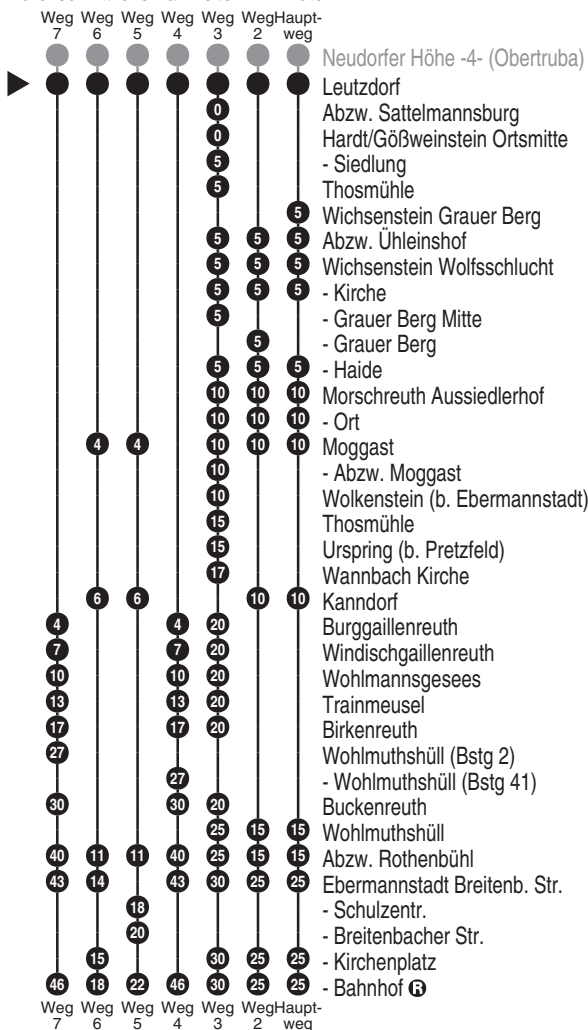 Weg Weg Weg Weg Weg Weg Haupt-
7 6 5 4 3 2 weg
Neudorfer Höhe -4- (Obertruba)
Leutzdorf
0 Abzw. Sattelmannsburg
0 Hardt/Gößweinstein Ortsmitte
5 - Siedlung
5 Thosmühle
5 Wichsenstein Grauer Berg
5 5 5 Abzw. Ühleinshof
5 5 5 Wichsenstein Wolfsschlucht
5 5 5 - Kirche
5 - Grauer Berg Mitte
5 - Grauer Berg
5 5 5 - Haide
10 10 10 Morschreuth Aussiedlerhof
10 10 10 - Ort
4 4 10 10 10 Moggast
10 - Abzw. Moggast
10 Wolkenstein (b. Ebermannstadt)
15 Thosmühle
15 Urspring (b. Pretzfeld)
17 Wannbach Kirche
6 6 10 10 Kanndorf
4 4 20 Burggaillenreuth
7 7 20 Windischgaillenreuth
10 10 20 Wohlmannsgesees
13 13 20 Trainmeusel
17 17 20 Birkenreuth
27 Wohlmuthshüll (Bstg 2)
27 - Wohlmuthshüll (Bstg 41)
30 30 20 Buckenreuth
25 15 15 Wohlmuthshüll
40 11 11 40 25 15 15 Abzw. Rothenbühl
43 14 43 30 25 25 Ebermannstadt Breitenb. Str.
18 - Schulzentr.
20 - Breitenbacher Str.
15 30 25 25 - Kirchenplatz
46 18 22 46 30 25 25 - Bahnhof R
Weg Weg Weg Weg Weg Weg Haupt-
7 6 5 4 3 2 weg